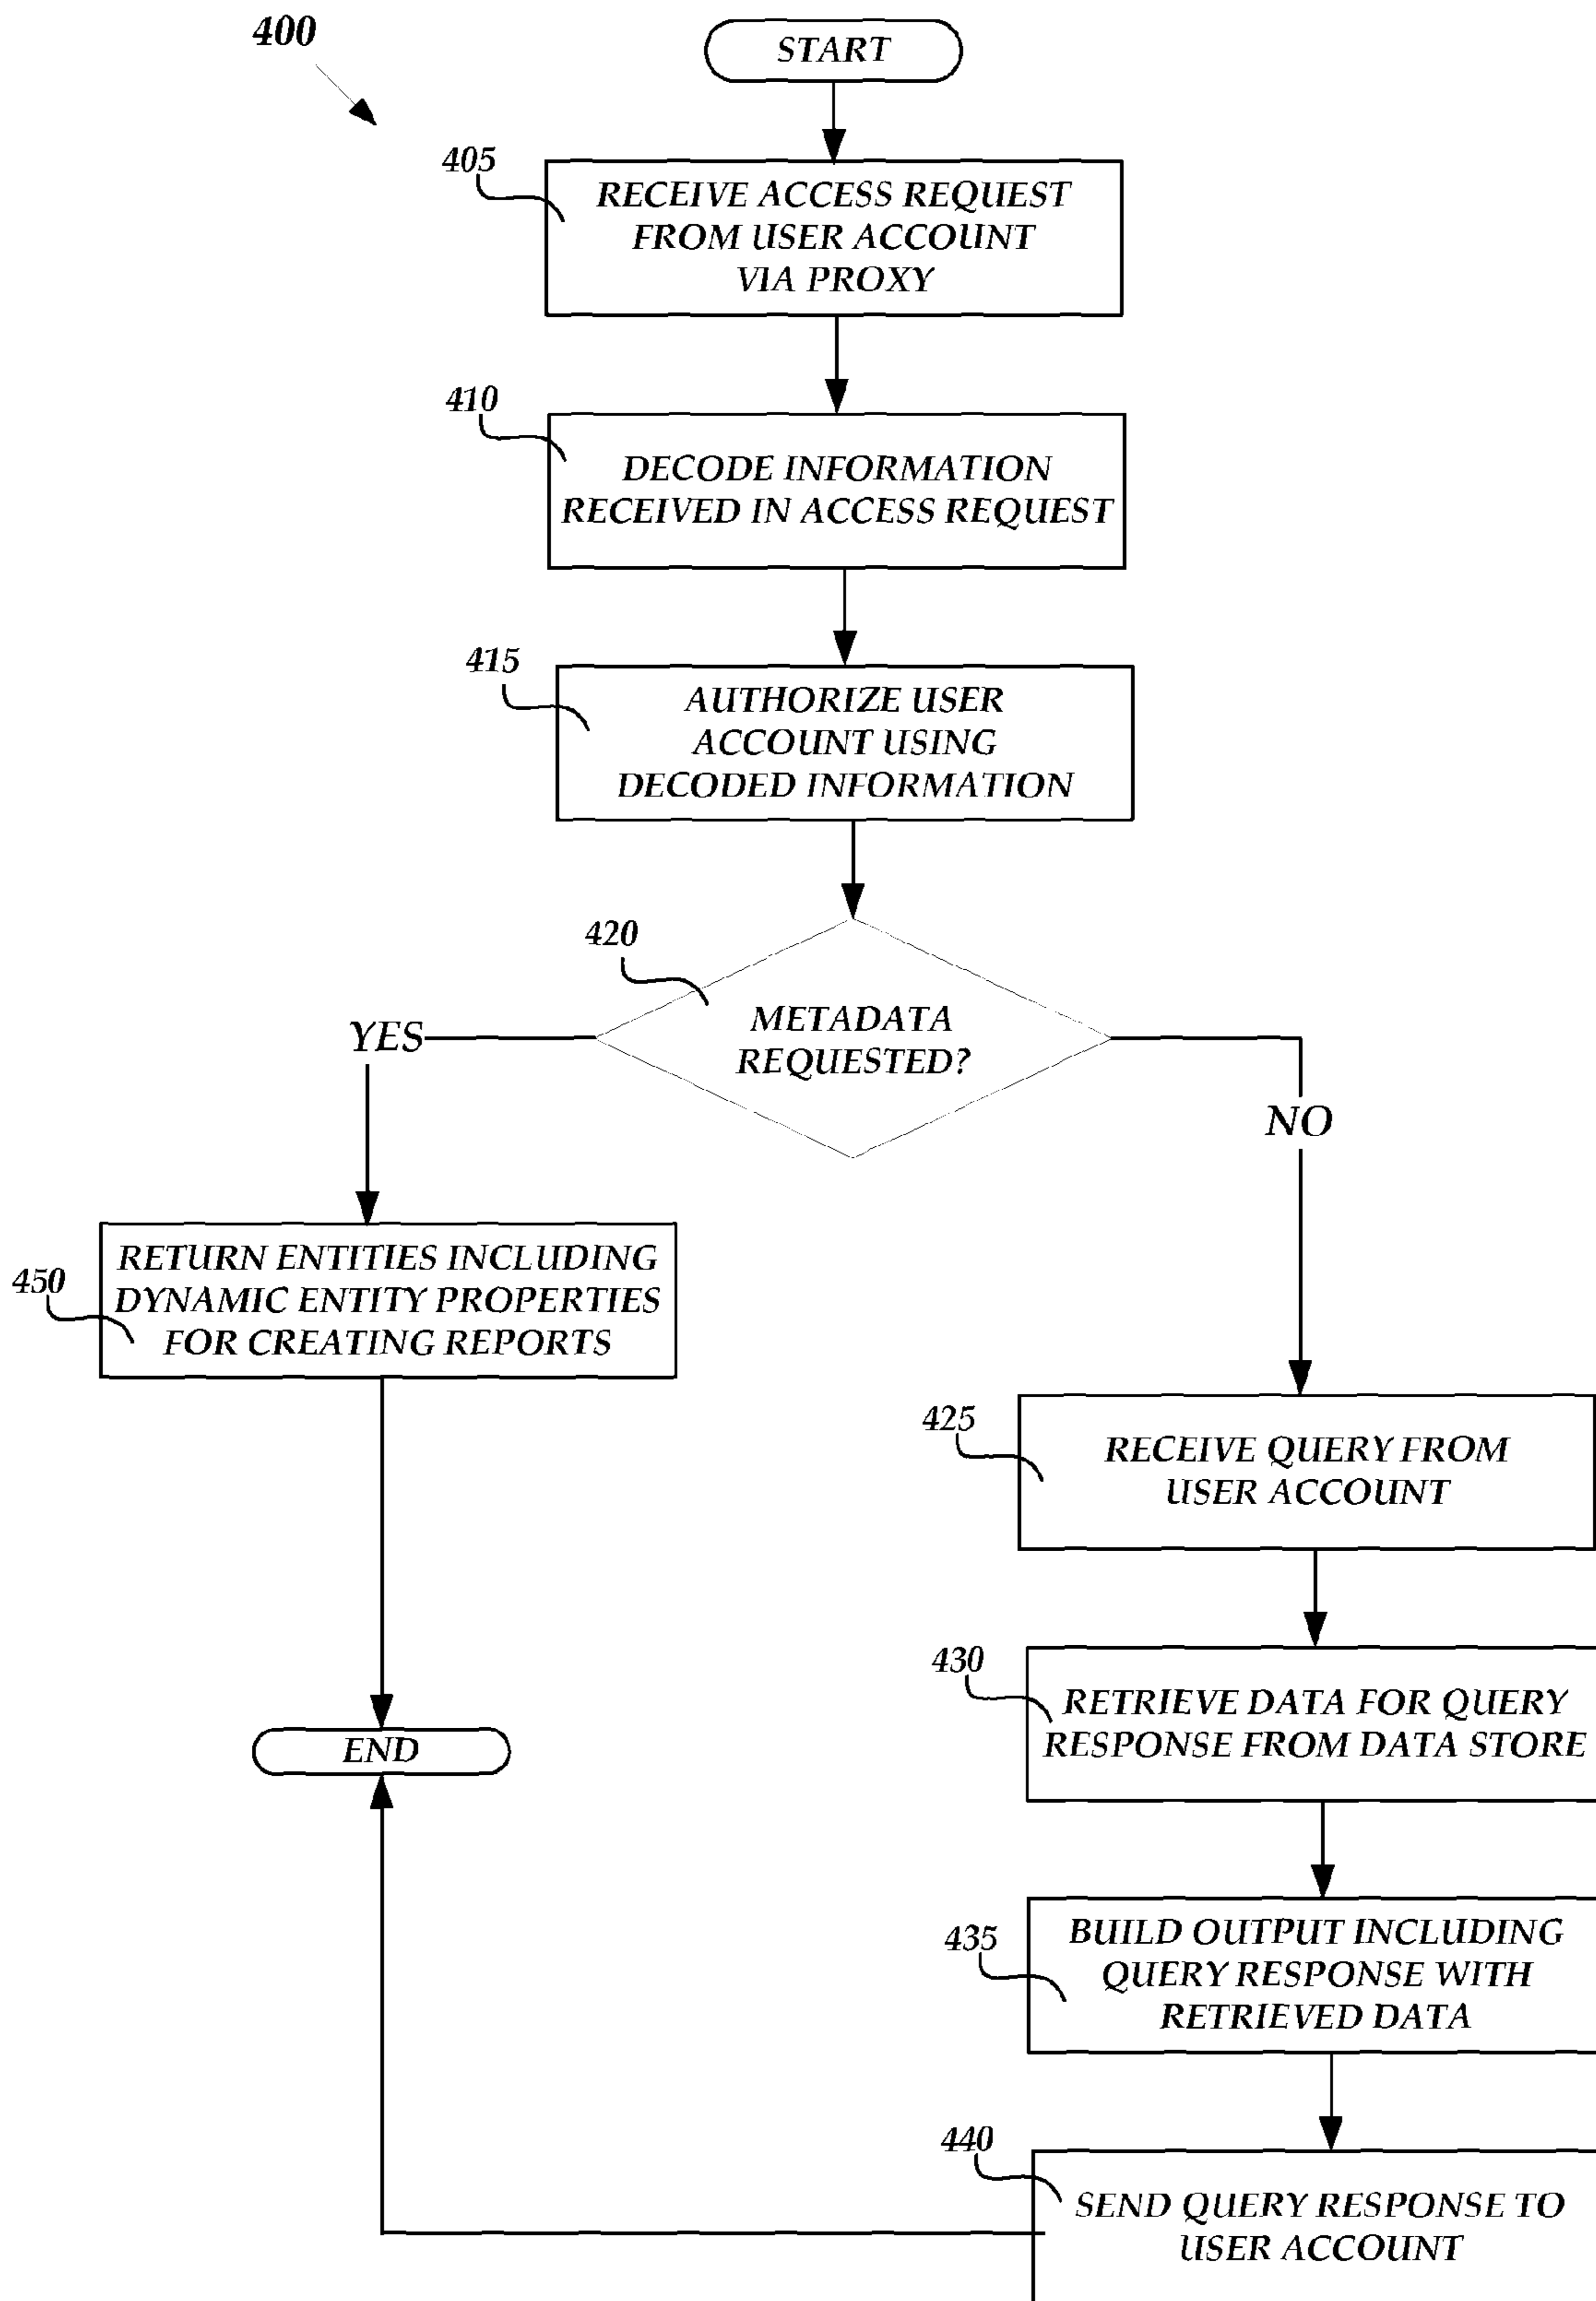 400
START
405
RECEIVE ACCESS REQUEST
FROM USER ACCOUNT
VIA PROXY
410
DECODE INFORMATION
RECEIVED IN ACCESS REQUEST
415
AUTHORIZE USER
ACCOUNT USING
DECODED INFORMATION
420
METADATA
REQUESTED?
YES
NO
450
RETURN ENTITIES INCLUDING
DYNAMIC ENTITY PROPERTIES
FOR CREATING REPORTS
425
RECEIVE QUERY FROM
USER ACCOUNT
430
RETRIEVE DATA FOR QUERY
RESPONSE FROM DATA STORE
END
435
BUILD OUTPUT INCLUDING
QUERY RESPONSE WITH
RETRIEVED DATA
440
SEND QUERY RESPONSE TO
USER ACCOUNT